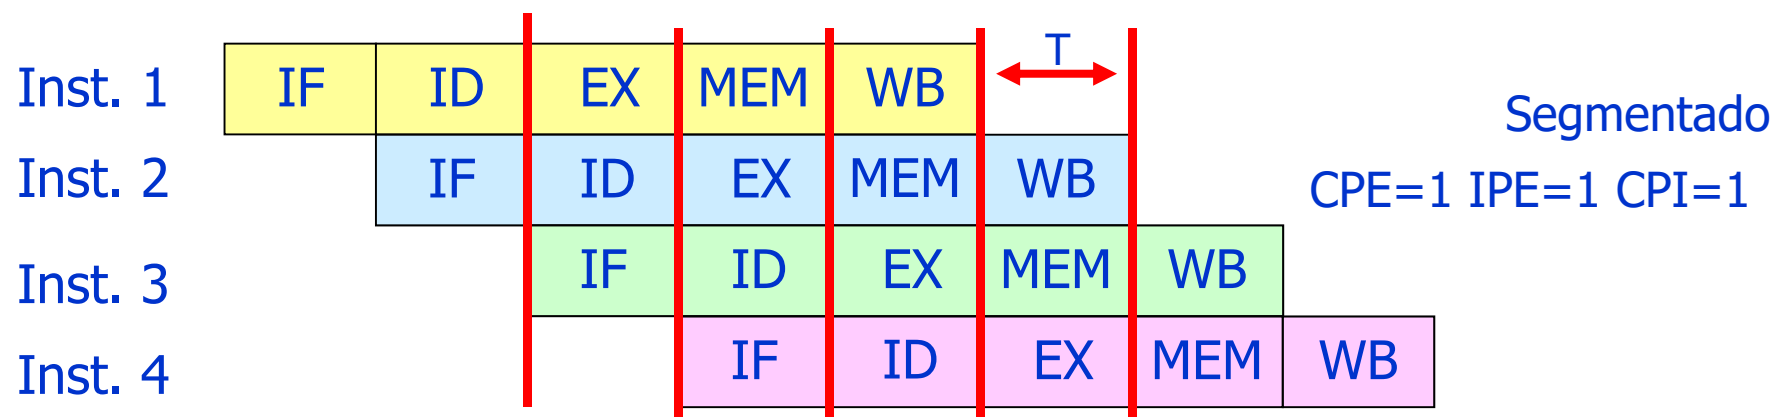 T
Inst. 1 IF ID EX MEM WB
Segmentado
Inst. 2 IF ID EX MEM WB
CPE=1 IPE=1 CPI=1
Inst. 3 IF ID EX MEM WB
Inst. 4 IF ID EX MEM WB